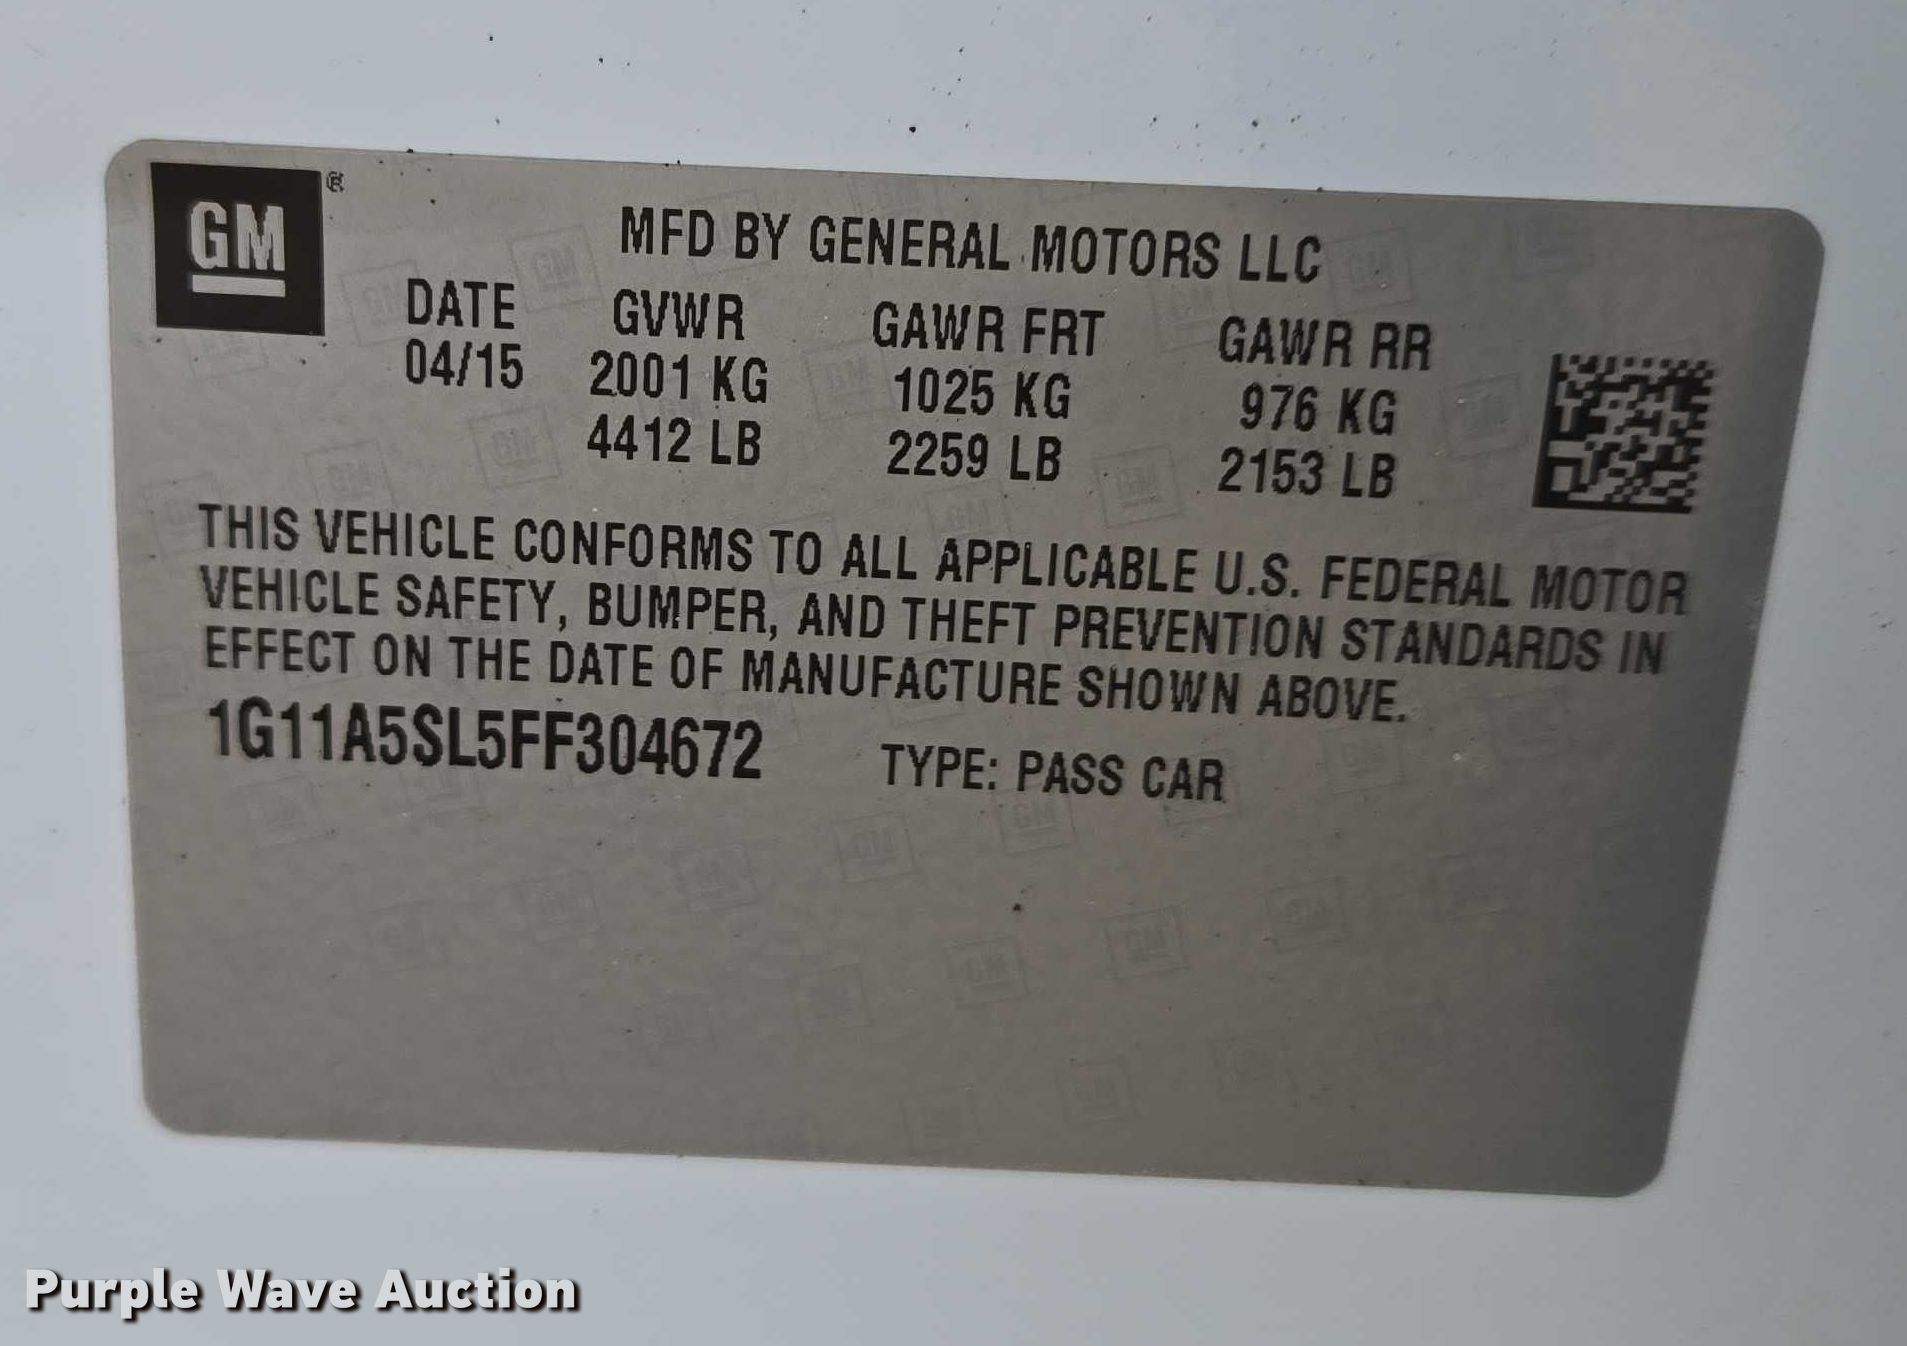 GM ®
MFD BY GENERAL MOTORS LLC
DATE GVWR GAWR FRT GAWR RR
04/15 2001 KG 1025 KG 976 KG
4412 LB 2259 LB 2153 LB
THIS VEHICLE CONFORMS TO ALL APPLICABLE U.S. FEDERAL MOTOR
VEHICLE SAFETY, BUMPER, AND THEFT PREVENTION STANDARDS IN
EFFECT ON THE DATE OF MANUFACTURE SHOWN ABOVE.
1G11A5SL5FF304672 TYPE: PASS CAR
Purple Wave Auction